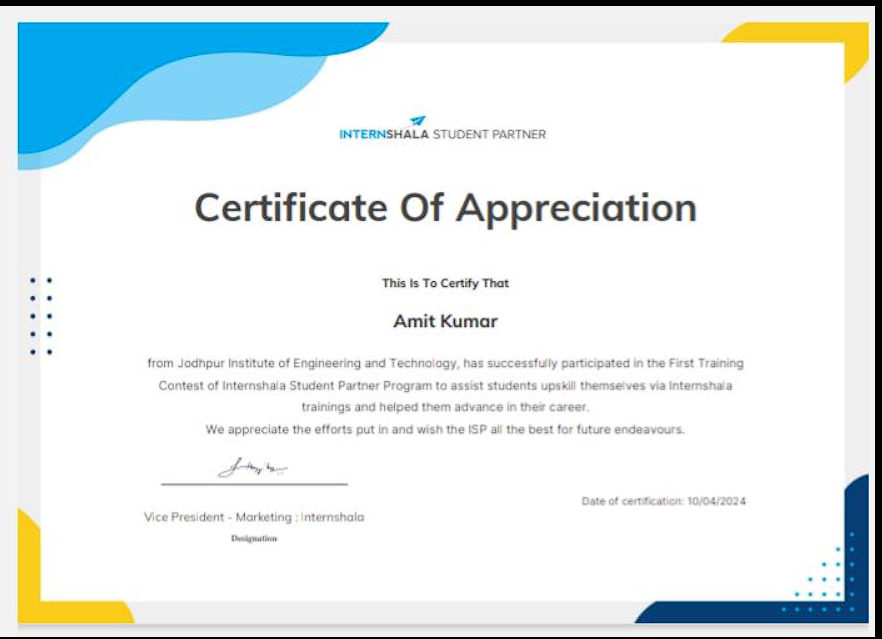 INTERNSHALA STUDENT PARTNER
Certificate Of Appreciation
This Is To Certify That
Amit Kumar
from Jodhpur Institute of Engineering and Technology, has successfully participated in the First Training
Contest of Internshala Student Partner Program to assist students upskill themselves via Internshala
trainings and helped them advance in their career.
We appreciate the efforts put in and wish the ISP all the best for future endeavours.
Date of certification: 10/04/2024
Vice President - Marketing : Internshala
Designation